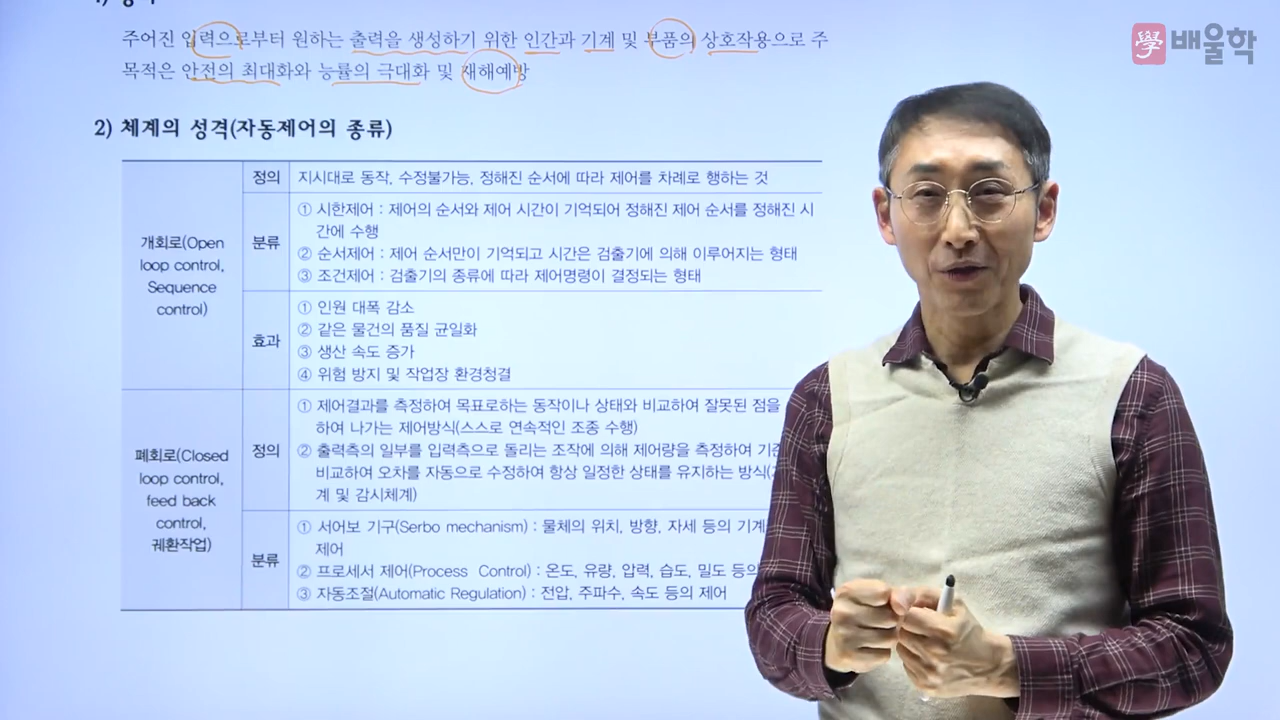 學 배울학
주어진 입력으로부터 원하는 출력을 생성하기 위한 인간과 기계 및 부품의 상호작용으로 주
목적은 안전의 최대화와 능률의 극대화 및 재해예방
2) 체계의 성격(자동제어의 종류)
개회로(Open
loop control,
Sequence
control)
정의
지시대로 동작, 수정불가능, 정해진 순서에 따라 제어를 차례로 행하는 것
분류
① 시한제어 : 제어의 순서와 제어 시간이 기억되어 정해진 제어 순서를 정해진 시
간에 수행
② 순서제어 : 제어 순서만이 기억되고 시간은 검출기에 의해 이루어지는 형태
③ 조건제어 : 검출기의 종류에 따라 제어명령이 결정되는 형태
효과
① 인원 대폭 감소
② 같은 물건의 품질 균일화
③ 생산 속도 증가
④ 위험 방지 및 작업장 환경청결
폐회로(Closed
loop control,
feed back
control,
궤환작업)
정의
① 제어결과를 측정하여 목표로하는 동작이나 상태와 비교하여 잘못된 점을
하여 나가는 제어방식(스스로 연속적인 조종 수행)
② 출력측의 일부를 입력측으로 돌리는 조작에 의해 제어량을 측정하여 기준
비교하여 오차를 자동으로 수정하여 항상 일정한 상태를 유지하는 방식(
계 및 감시체계)
분류
① 서어보 기구(Serbo mechanism) : 물체의 위치, 방향, 자세 등의 기계
제어
② 프로세서 제어(Process Control) : 온도, 유량, 압력, 습도, 밀도 등의
③ 자동조절(Automatic Regulation) : 전압, 주파수, 속도 등의 제어